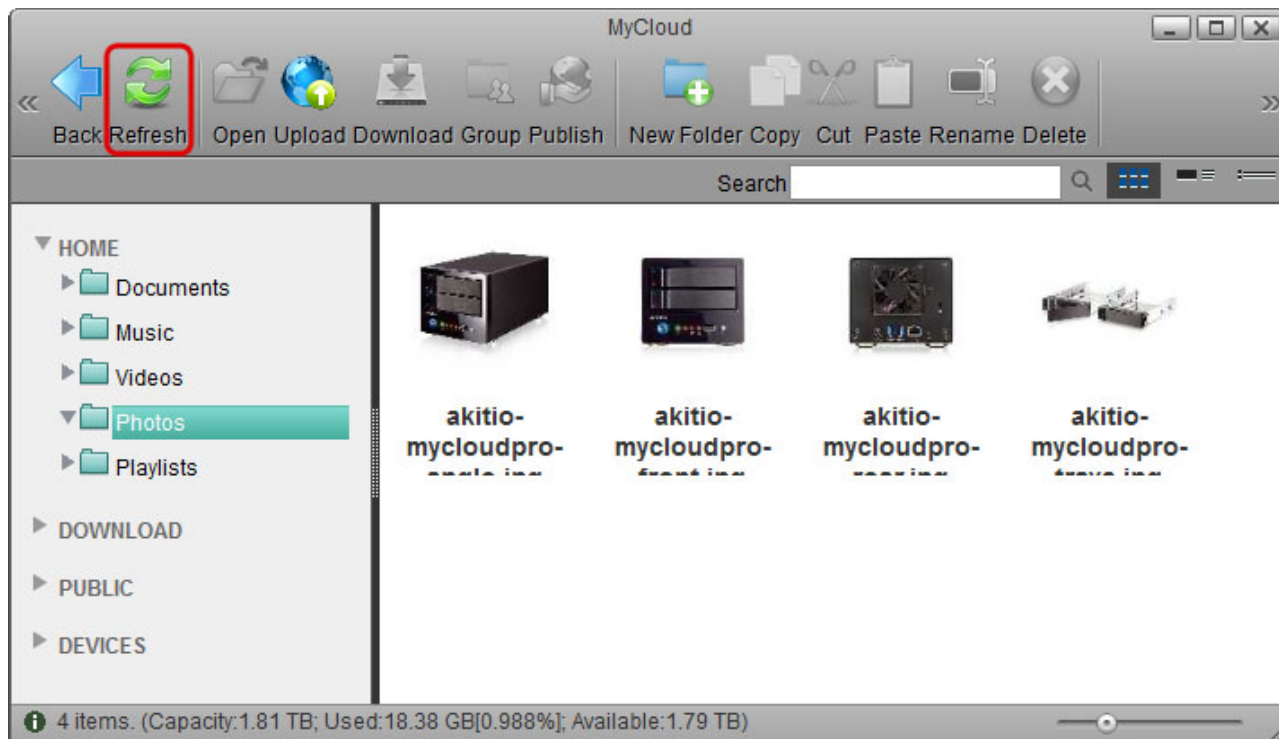 MyCloud
Back Refresh Open Upload Download Group Publish New Folder Copy Cut Paste Rename Delete
Search
HOME
Documents
Music
Videos
Photos
Playlists
DOWNLOAD
PUBLIC
DEVICES
akitio- akitio- akitio- akitio-
mycloudpro- mycloudpro- mycloudpro- mycloudpro-
4 items. (Capacity:1.81 TB; Used:18.38 GB[0.988%]; Available:1.79 TB)